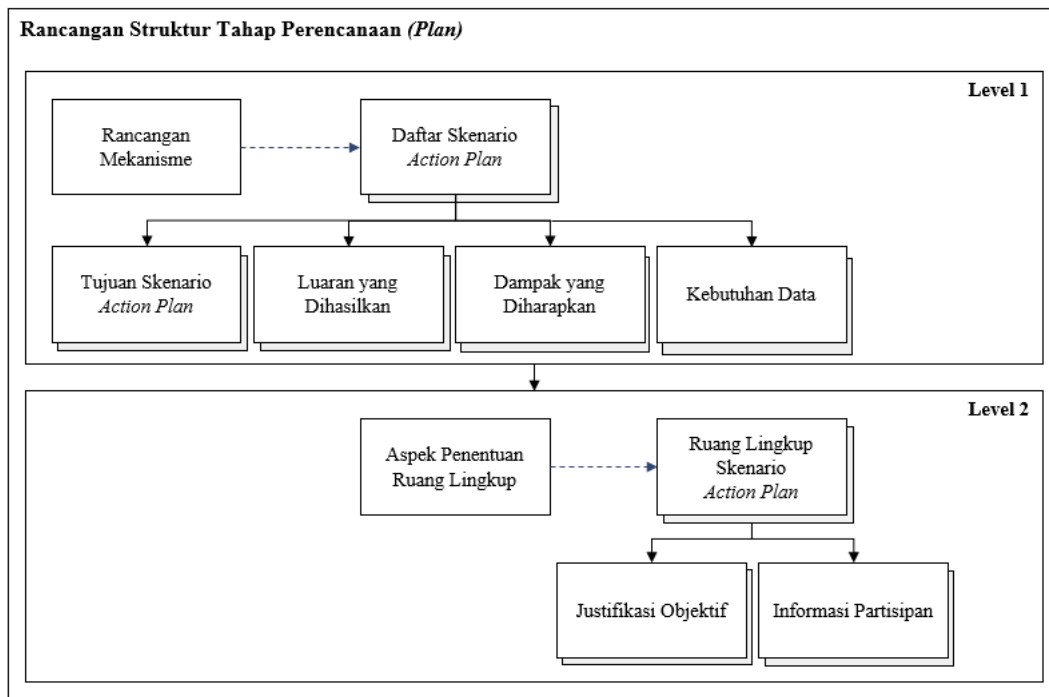 Rancangan Struktur Tahap Perencanaan (Plan)
Level 1
Rancangan
Mekanisme
Daftar Skenario
Action Plan
Tujuan Skenario
Action Plan
Luaran yang
Dihasilkan
Dampak yang
Diharapkan
Kebutuhan Data
Level 2
Aspek Penentuan
Ruang Lingkup
Ruang Lingkup
Skenario
Action Plan
Justifikasi Objektif
Informasi Partisipan